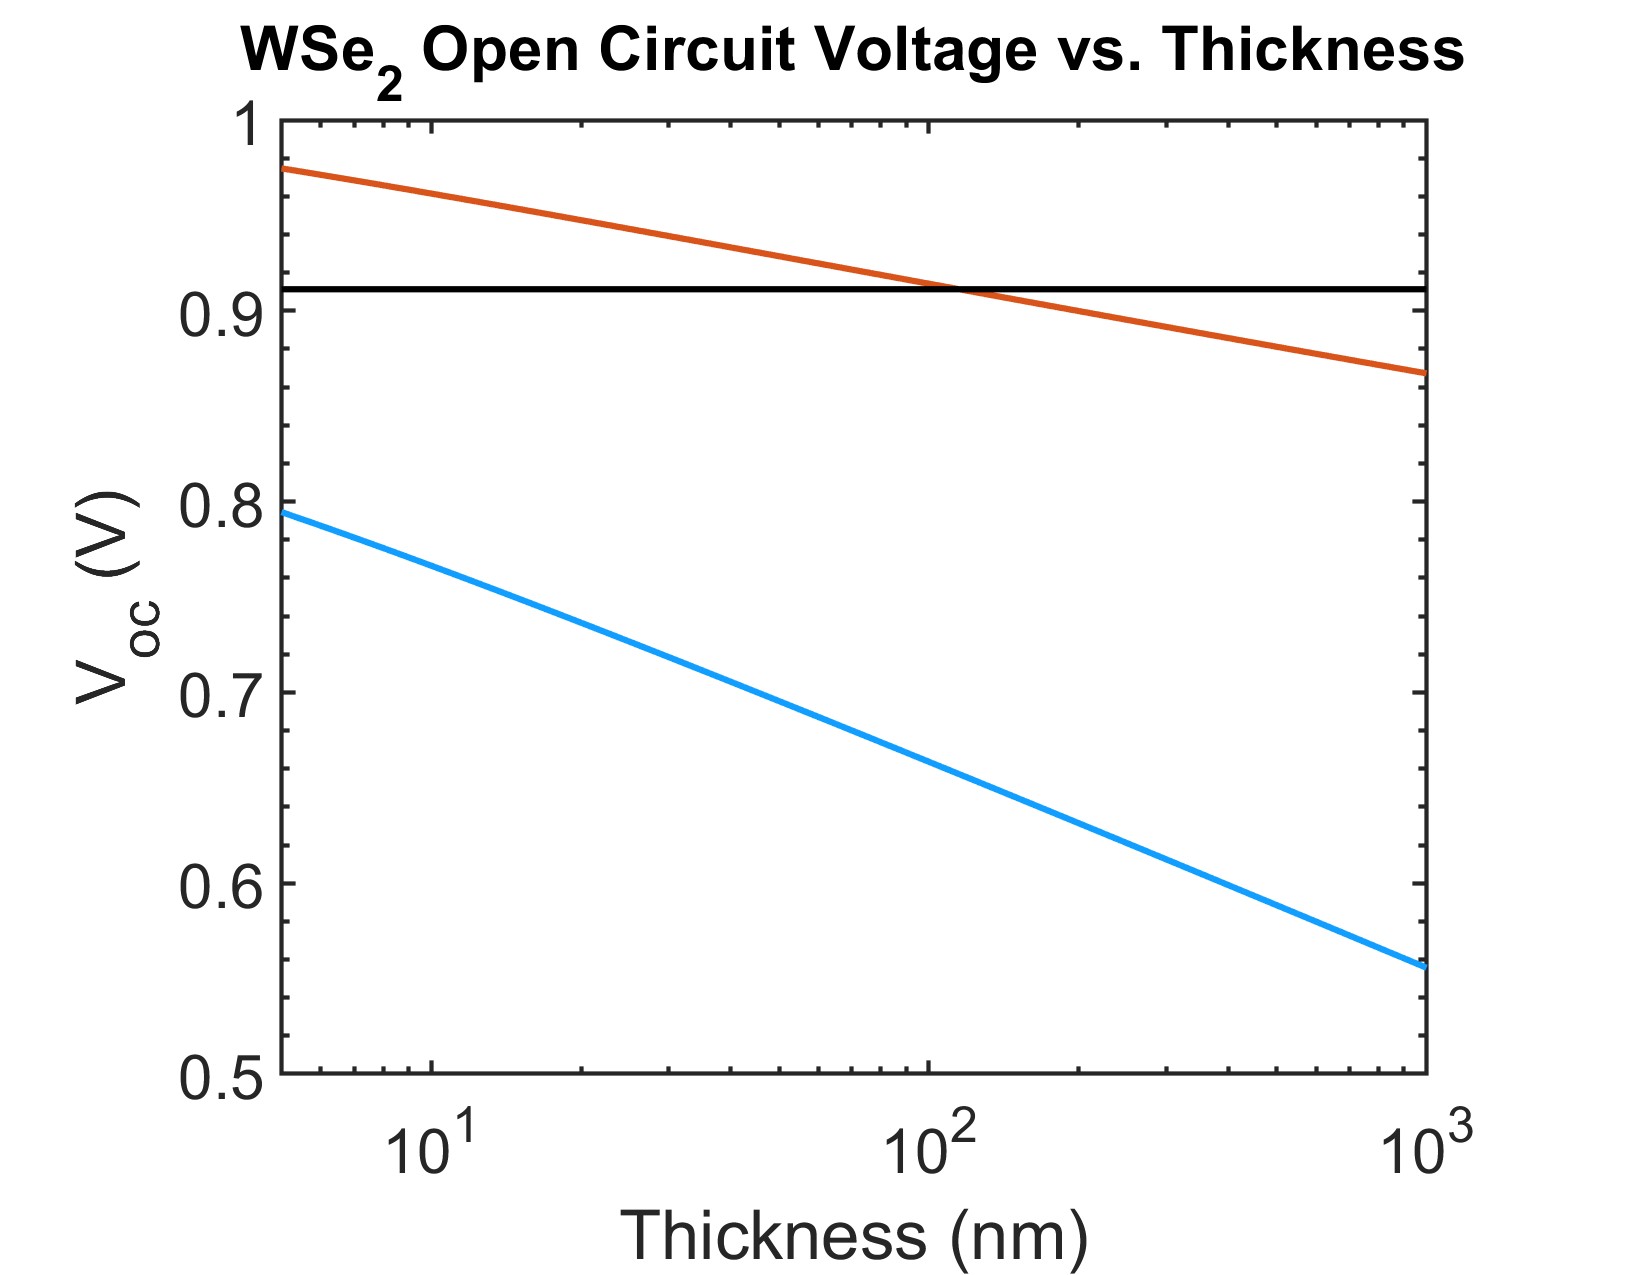 WSe2 Open Circuit Voltage vs. Thickness
1
0.9
0.8
0.7
0.6
0.5
Voc (V)
10^1 10^2 10^3
Thickness (nm)